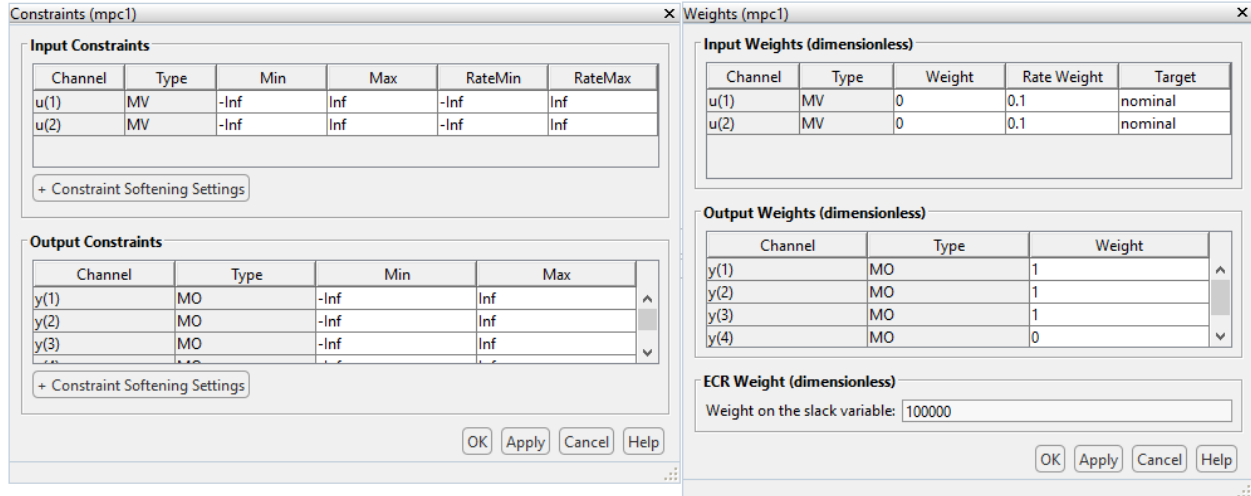 Constraints (mpc1)
Input Constraints
Channel Type Min Max RateMin RateMax
u(1) MV -Inf Inf -Inf Inf
u(2) MV -Inf Inf -Inf Inf
+ Constraint Softening Settings
Output Constraints
Channel Type Min Max
y(1) MO -Inf Inf
y(2) MO -Inf Inf
y(3) MO -Inf Inf
+ Constraint Softening Settings
OK Apply Cancel Help
Weights (mpc1)
Input Weights (dimensionless)
Channel Type Weight Rate Weight Target
u(1) MV 0 0.1 nominal
u(2) MV 0 0.1 nominal
Output Weights (dimensionless)
Channel Type Weight
y(1) MO 1
y(2) MO 1
y(3) MO 1
y(4) MO 0
ECR Weight (dimensionless)
Weight on the slack variable: 100000
OK Apply Cancel Help